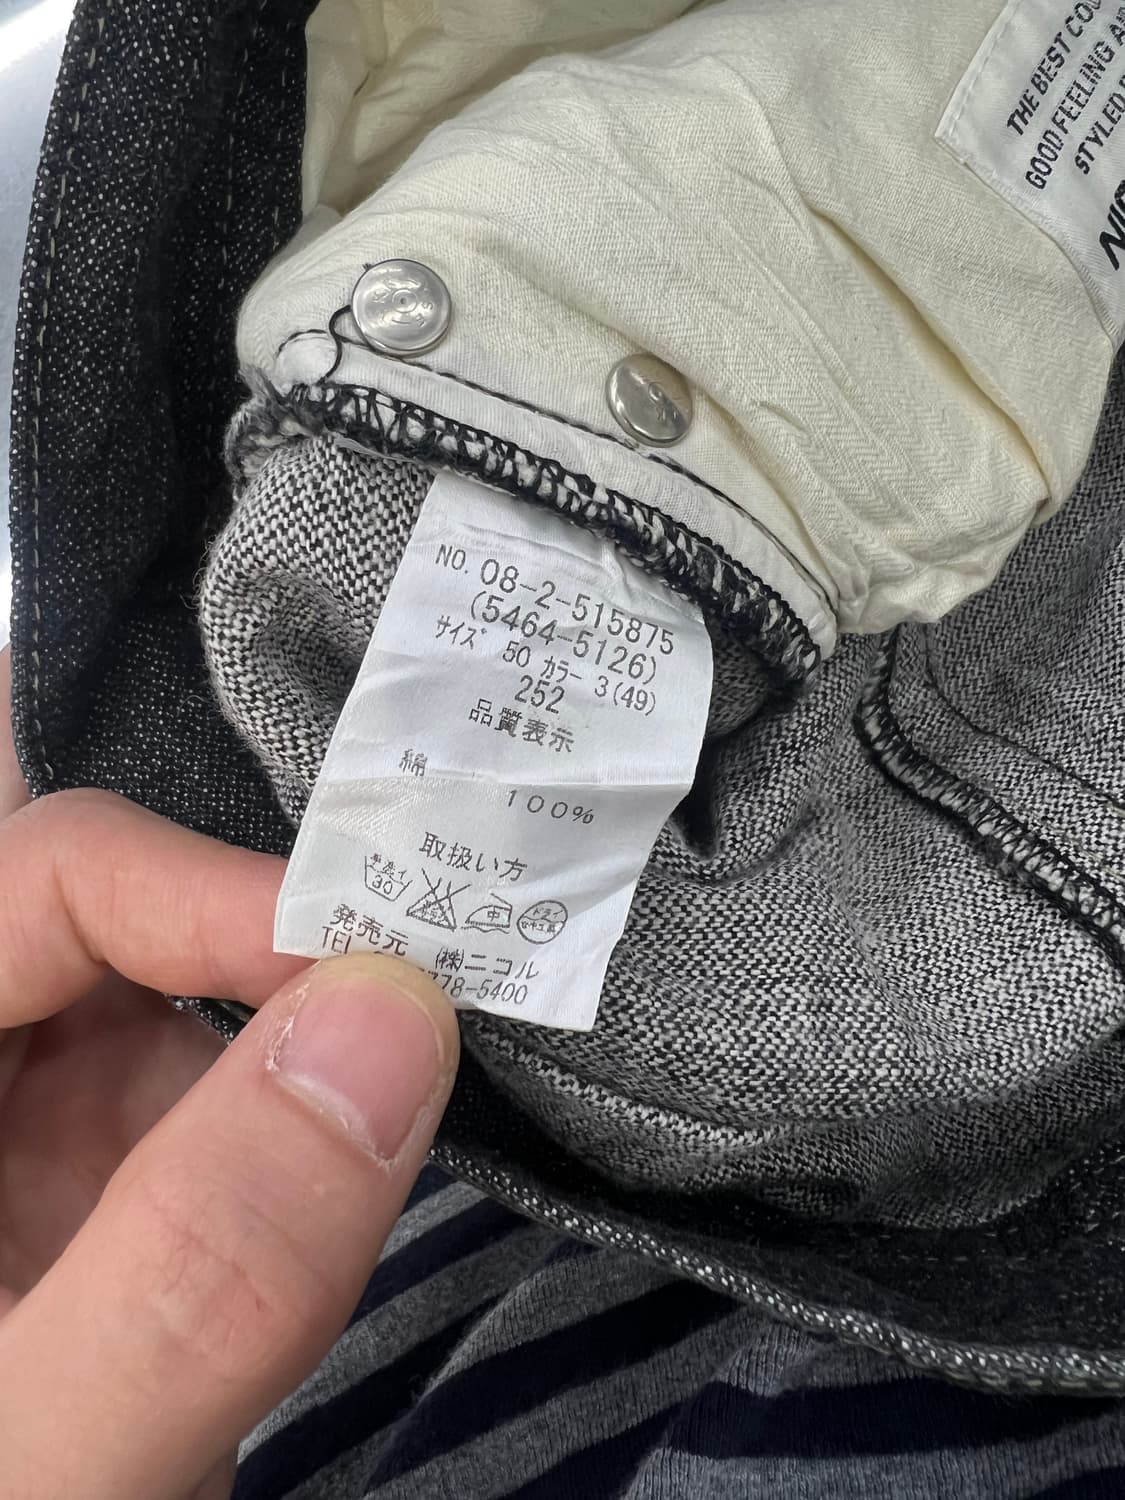 THE BEST
GOOD FEELING
STYLED
NO. 08-2-515875
(5464-5126)
サイズ 50 カラー 3(49)
252
品質表示
綿
100%
取扱い方
30 中 ドライ
発売元 (株)ニコル
TEL 778-5400